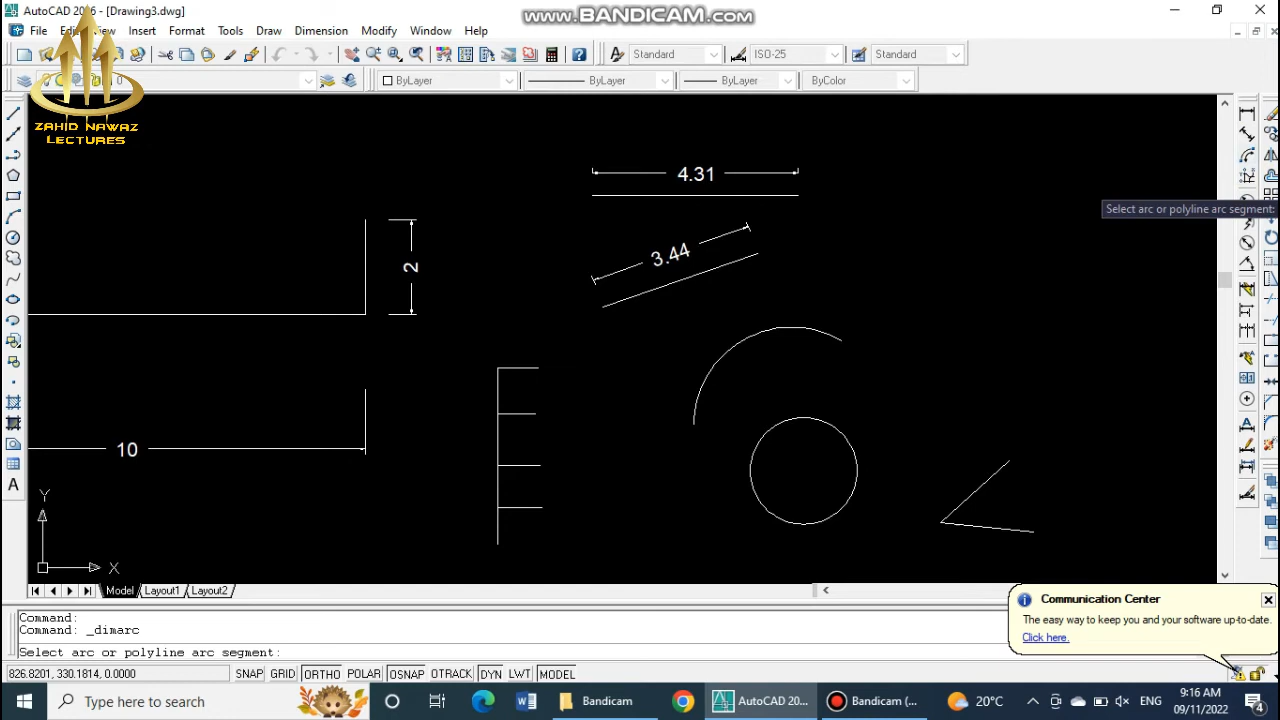 AutoCAD 2006 - [Drawing3.dwg]
www.BANDICAM.com
File View Insert Format Tools Draw Dimension Modify Window Help
Standard ISO-25 Standard
0 ByLayer ByLayer ByLayer ByColor
ZAHID NAWAZ
LECTURES
4.31
Select arc or polyline arc segment:
3.44
2
10
Y
X
A
Model Layout1 Layout2
Communication Center
The easy way to keep you and your software up-to-date.
Click here.
Command:
Command: _dimarc
Select arc or polyline arc segment:
826.8201, 330.1814, 0.0000 SNAP GRID ORTHO POLAR OSNAP OTRACK DYN LWT MODEL
Type here to search Bandicam AutoCAD 20... Bandicam (... 20°C ENG 9:16 AM
09/11/2022 4